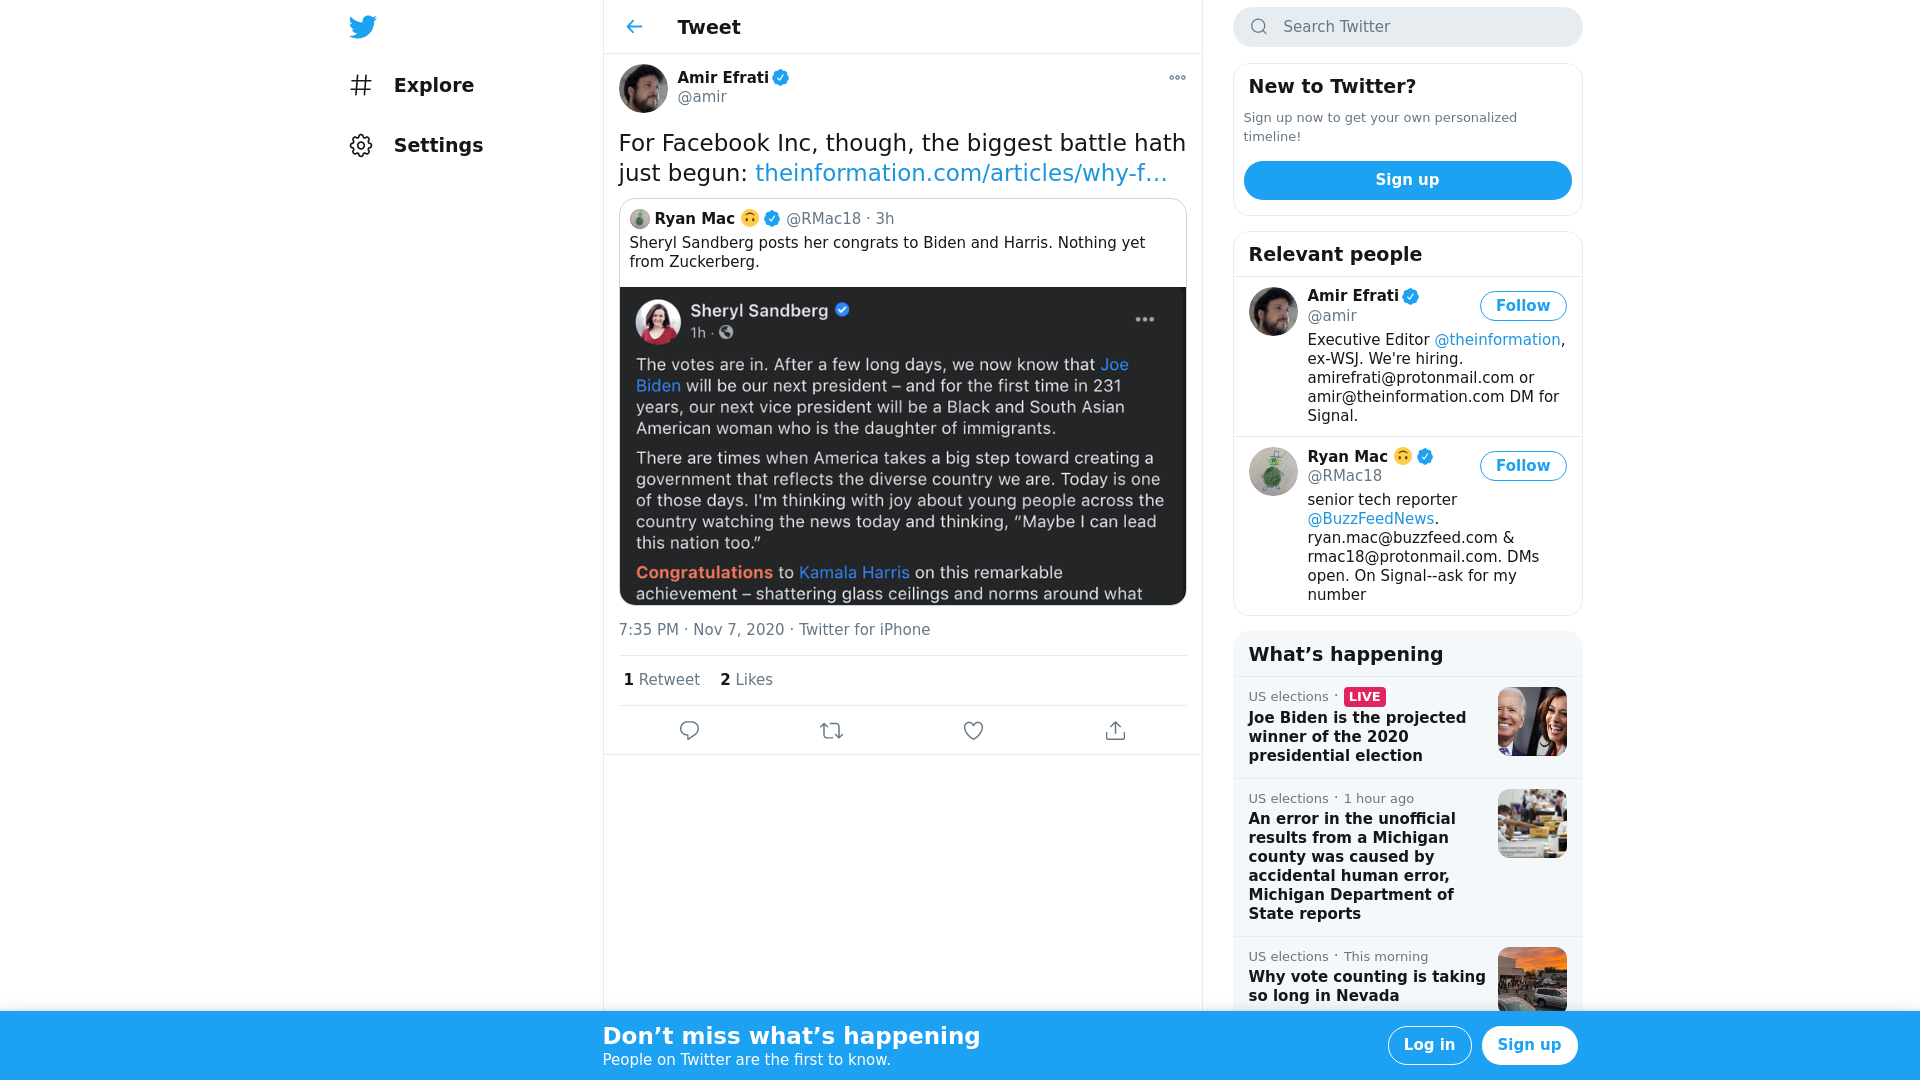 Explore
Settings
Tweet
Amir Efrati
@amir
For Facebook Inc, though, the biggest battle hath
just begun: theinformation.com/articles/why-f…
Ryan Mac 🙃 @RMac18 · 3h
Sheryl Sandberg posts her congrats to Biden and Harris. Nothing yet
from Zuckerberg.
Sheryl Sandberg
1h ·
The votes are in. After a few long days, we now know that Joe
Biden will be our next president – and for the first time in 231
years, our next vice president will be a Black and South Asian
American woman who is the daughter of immigrants.
There are times when America takes a big step toward creating a
government that reflects the diverse country we are. Today is one
of those days. I'm thinking with joy about young people across the
country watching the news today and thinking, “Maybe I can lead
this nation too.”
Congratulations to Kamala Harris on this remarkable
achievement – shattering glass ceilings and norms around what
7:35 PM · Nov 7, 2020 · Twitter for iPhone
1 Retweet 2 Likes
Search Twitter
New to Twitter?
Sign up now to get your own personalized
timeline!
Sign up
Relevant people
Amir Efrati
@amir
Follow
Executive Editor @theinformation,
ex-WSJ. We're hiring.
amirefrati@protonmail.com or
amir@theinformation.com DM for
Signal.
Ryan Mac 🙃
@RMac18
Follow
senior tech reporter
@BuzzFeedNews.
ryan.mac@buzzfeed.com &
rmac18@protonmail.com. DMs
open. On Signal--ask for my
number
What’s happening
US elections · LIVE
Joe Biden is the projected
winner of the 2020
presidential election
US elections · 1 hour ago
An error in the unofficial
results from a Michigan
county was caused by
accidental human error,
Michigan Department of
State reports
US elections · This morning
Why vote counting is taking
so long in Nevada
Don’t miss what’s happening
People on Twitter are the first to know.
Log in
Sign up